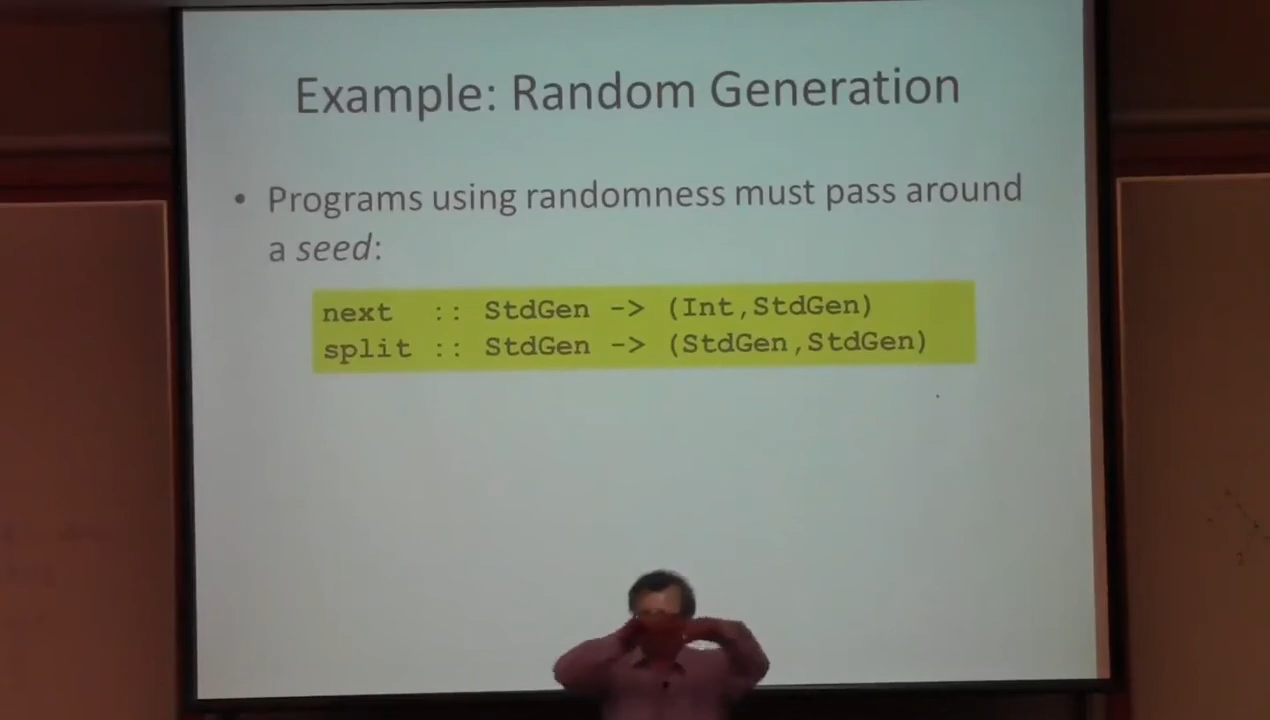 Example: Random Generation
• Programs using randomness must pass around
a seed:
next :: StdGen -> (Int,StdGen)
split :: StdGen -> (StdGen,StdGen)